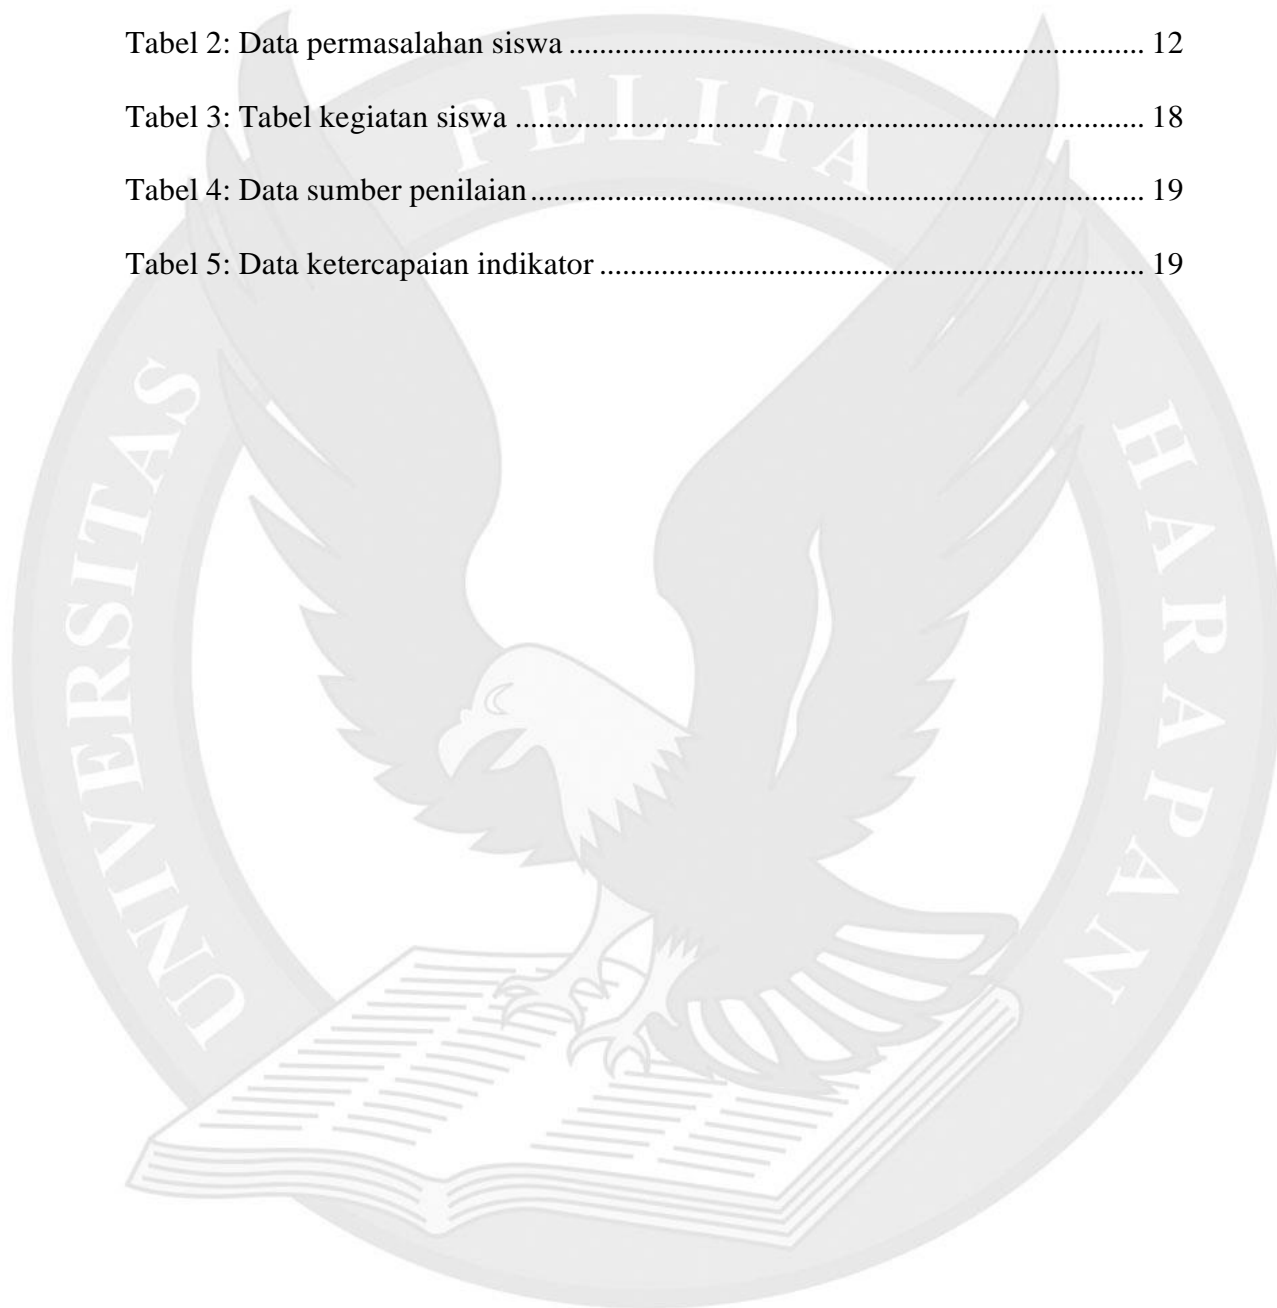 Tabel 2: Data permasalahan siswa ........................................................................... 12
Tabel 3: Tabel kegiatan siswa .................................................................................. 18
Tabel 4: Data sumber penilaian ................................................................................ 19
Tabel 5: Data ketercapaian indikator ....................................................................... 19
UNIVERSITAS PELITA HARAPAN